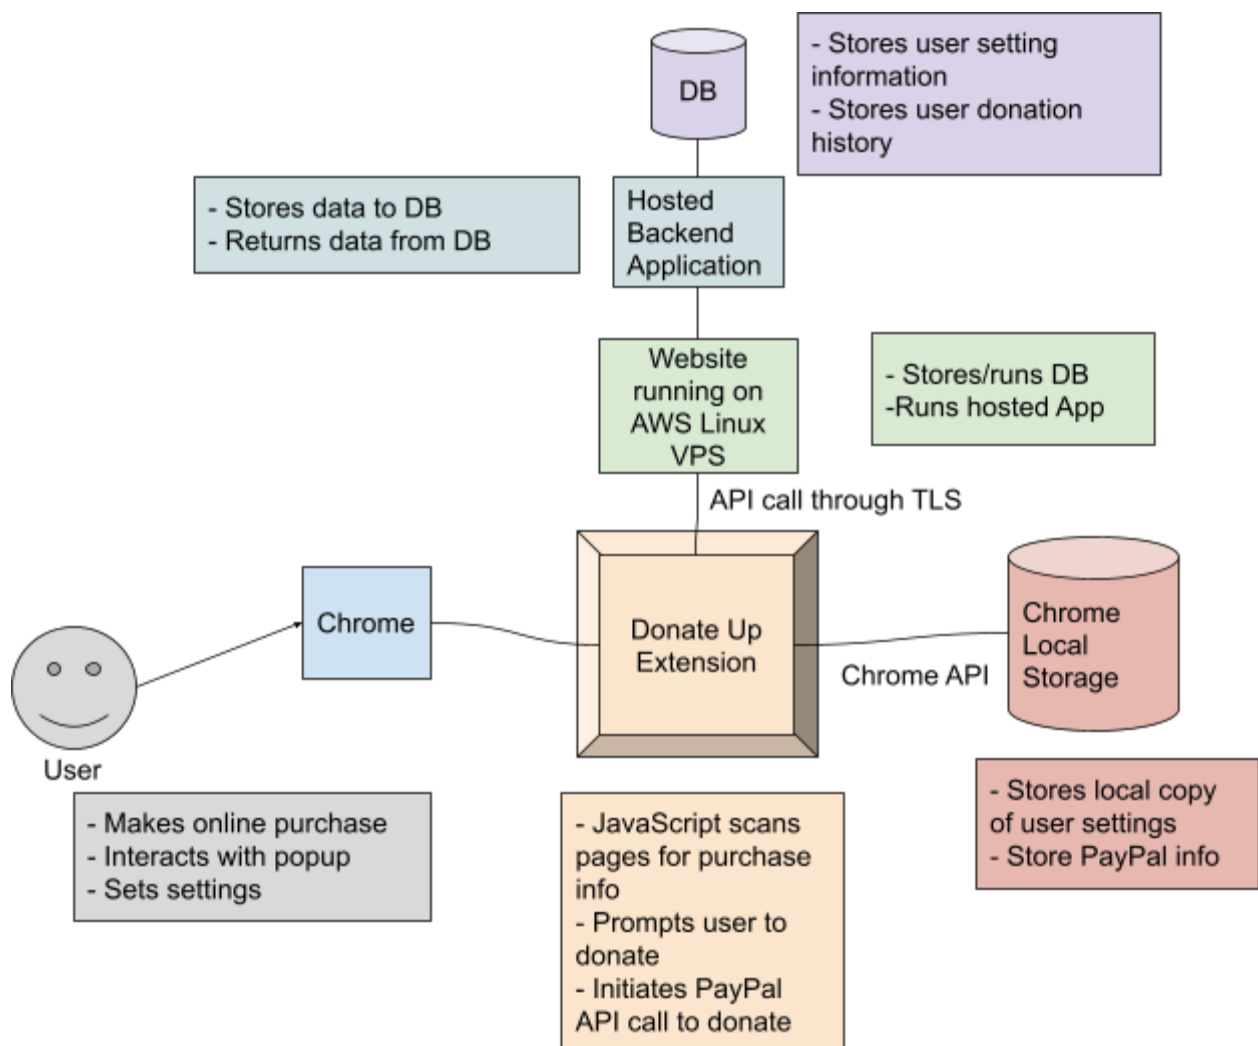 DB
- Stores user setting
information
- Stores user donation
history
- Stores data to DB
- Returns data from DB
Hosted
Backend
Application
Website
running on
AWS Linux
VPS
- Stores/runs DB
-Runs hosted App
API call through TLS
Chrome
Donate Up
Extension
Chrome API
Chrome
Local
Storage
User
- Makes online purchase
- Interacts with popup
- Sets settings
- JavaScript scans
pages for purchase
info
- Prompts user to
donate
- Initiates PayPal
API call to donate
- Stores local copy
of user settings
- Store PayPal info